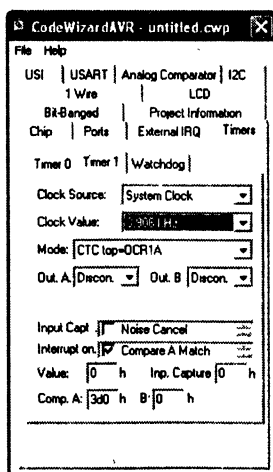 CodeWizardAVR - untitled.cwp
File Help
USI USART Analog Comparator I2C
1 Wire LCD
Bit-Banged Project Information
Chip Ports External IRQ Timers
Timer 0 Timer 1 Watchdog
Clock Source: System Clock
Clock Value:
Mode: CTC top=OCR1A
Out. A: Discon. Out. B Discon.
Input Capt. : Noise Cancel
Interrupt on: Compare A Match
Value: 0 h Inp. Capture 0 h
Comp. A: 3d0 h B: 0 h